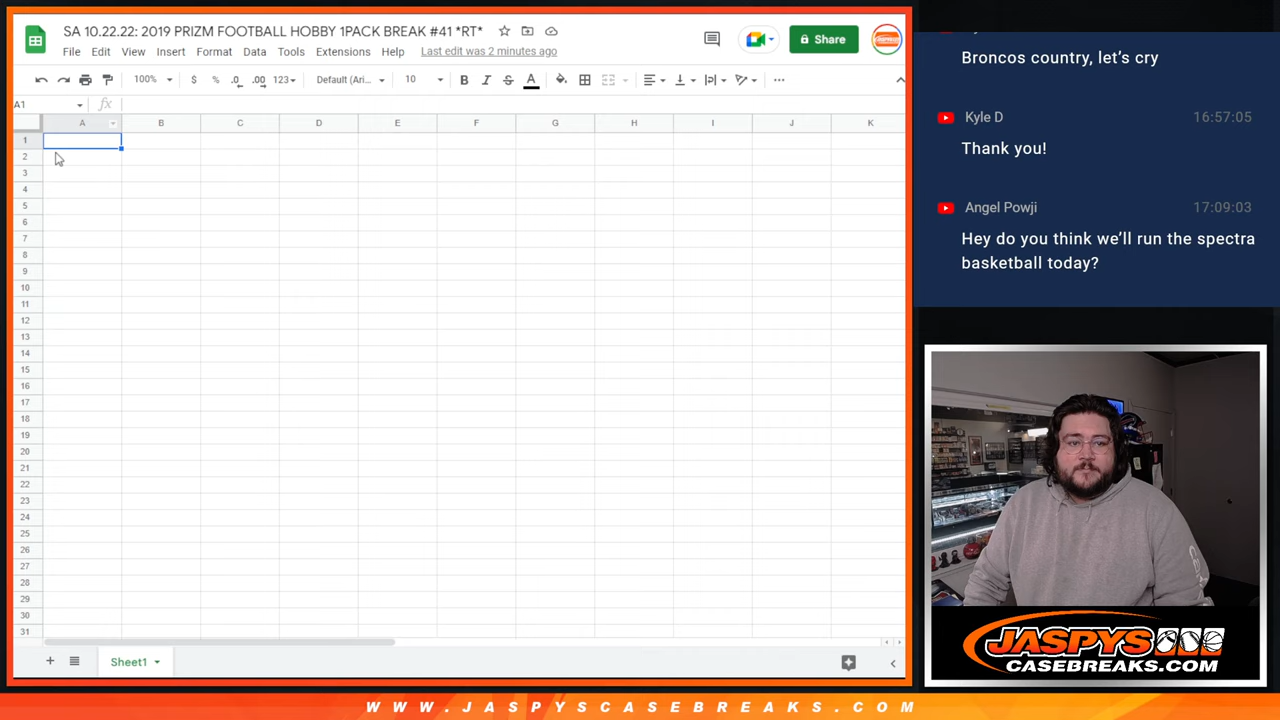 SA 10.22.22: 2019 PRIZM FOOTBALL HOBBY 1PACK BREAK #41 *RT*
File Edit View Insert Format Data Tools Extensions Help Last edit was 2 minutes ago
Share
100% $ % .0 .00 123 Default (Ari... 10 B I S A
A1 fx
A B C D E F G H I J K
1
2
3
4
5
6
7
8
9
10
11
12
13
14
15
16
17
18
19
20
21
22
23
24
25
26
27
28
29
30
31
Sheet1
Broncos country, let's cry
Kyle D 16:57:05
Thank you!
Angel Powji 17:09:03
Hey do you think we'll run the spectra
basketball today?
JASPYS
CASEBREAKS.COM
WWW.JASPYSCASEBREAKS.COM